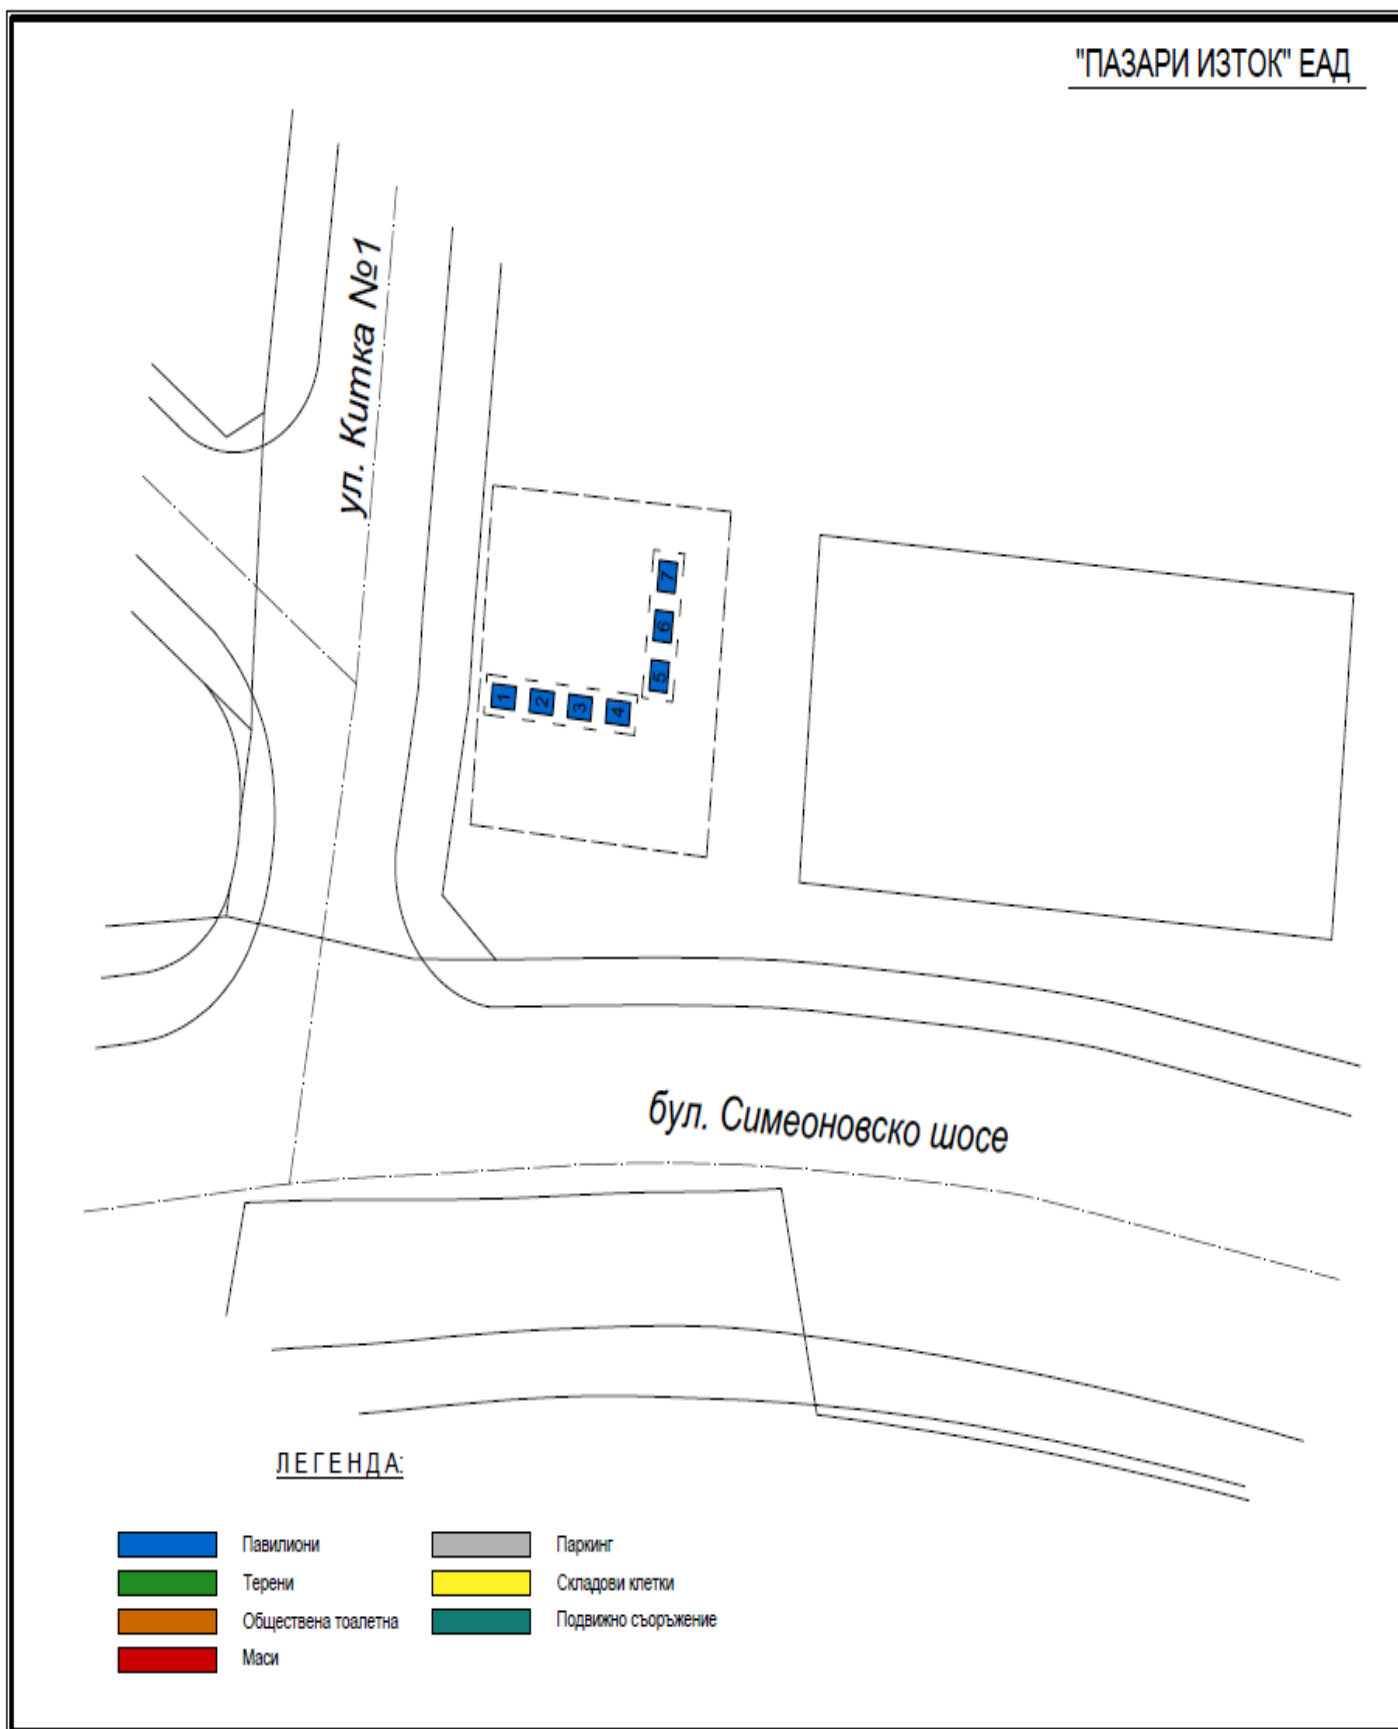 "ПАЗАРИ ИЗТОК" ЕАД
ул. Китка №1
7
6
5
1
2
3
4
бул. Симеоновско шосе
ЛЕГЕНДА:
Павилиони
Паркинг
Терени
Складови клетки
Обществена тоалетна
Подвижно съоръжение
Маси